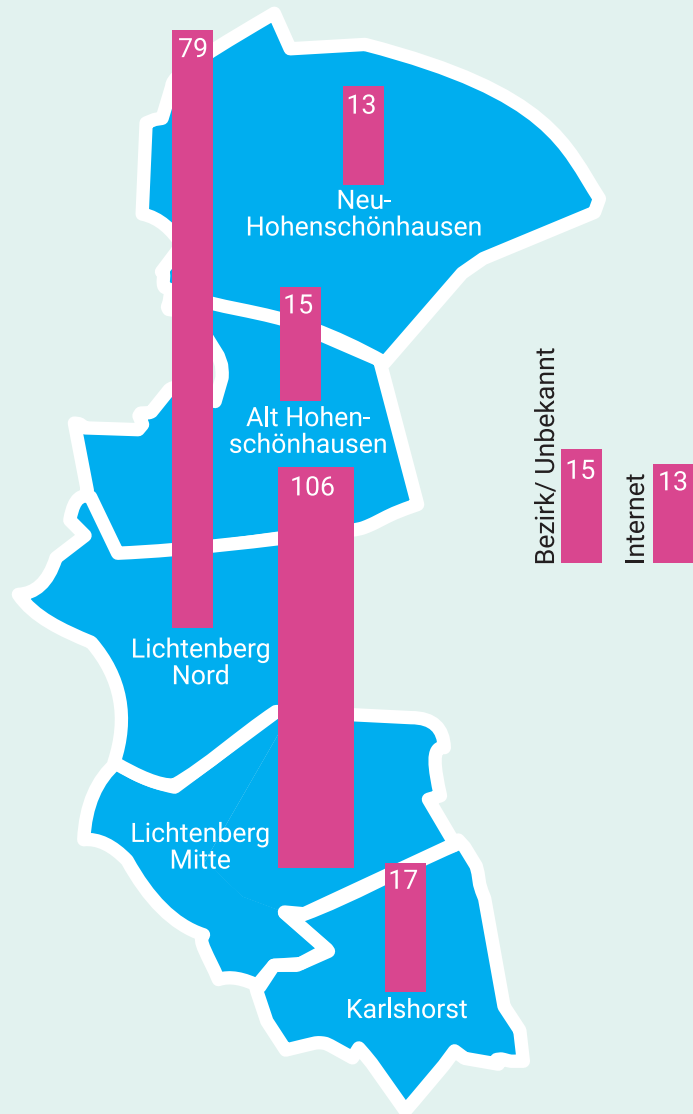 79
13
Neu-
Hohenschönhausen
15
Alt Hohen-
schönhausen
106
Bezirk/ Unbekannt
15
Internet
13
Lichtenberg
Nord
Lichtenberg
Mitte
17
Karlshorst